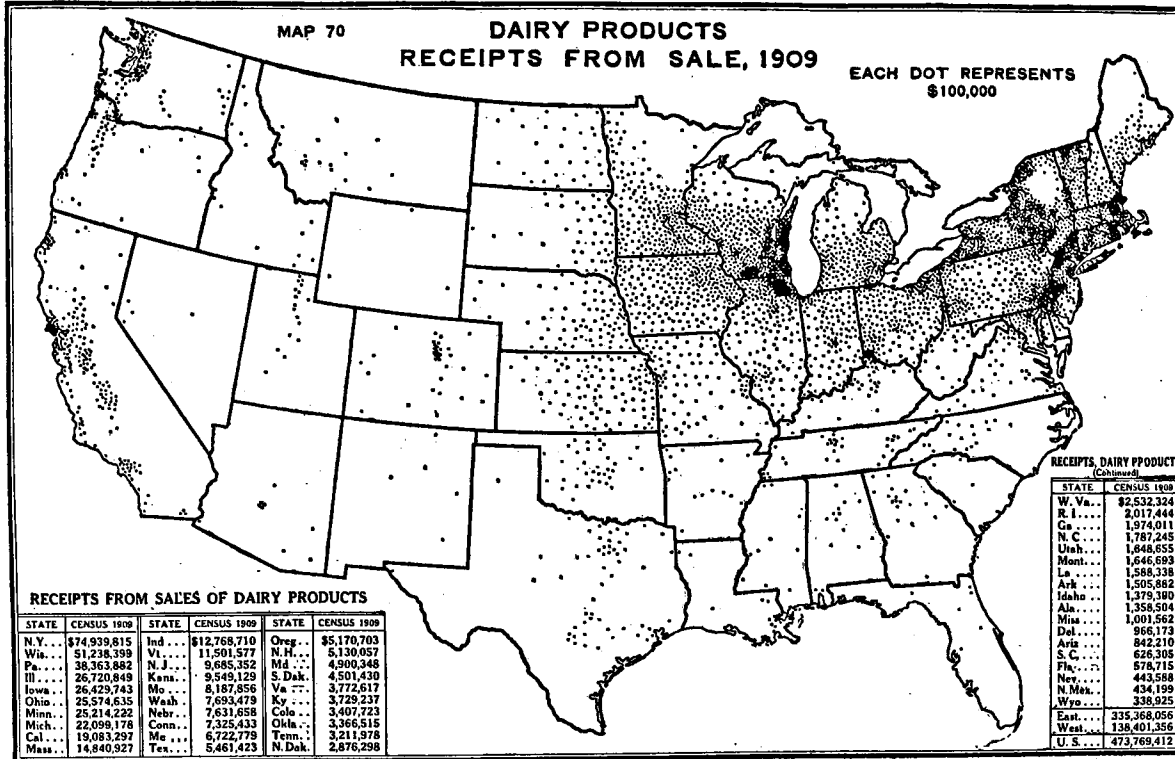 MAP 70
DAIRY PRODUCTS
RECEIPTS FROM SALE, 1909
EACH DOT REPRESENTS
$100,000
RECEIPTS FROM SALES OF DAIRY PRODUCTS
STATE CENSUS 1909 STATE CENSUS 1909 STATE CENSUS 1909
N.Y.... $74,939,815 Ind.... $12,768,710 Oreg... $5,170,703
Wis.... 51,238,399 Vt..... 11,501,577 N.H.... 5,130,057
Pa..... 38,363,882 N.J.... 9,685,352 Md..... 4,900,348
Ill.... 26,720,849 Kans... 9,549,129 S.Dak.. 4,501,430
Iowa... 26,429,743 Mo..... 8,187,856 Va..... 3,772,617
Ohio... 25,574,635 Wash... 7,693,479 Ky..... 3,729,237
Minn... 25,214,222 Nebr... 7,631,658 Colo... 3,407,723
Mich... 22,099,178 Conn... 7,325,433 Okla... 3,366,515
Cal.... 19,083,297 Me..... 6,722,779 Tenn... 3,211,978
Mass... 14,840,927 Tex.... 5,461,423 N.Dak.. 2,876,298
RECEIPTS, DAIRY PPODUCT
(Continued)
STATE CENSUS 1909
W. Va.. $2,532,324
R. I.... 2,017,444
Ga.... 1,974,011
N. C... 1,787,245
Utah... 1,648,655
Mont... 1,646,693
La.... 1,588,338
Ark... 1,505,882
Idaho... 1,379,390
Ala.... 1,358,504
Miss... 1,001,562
Del... 966,173
Ariz... 842,210
S. C... 626,305
Fla.... 578,715
Nev.... 443,588
N. Mex.. 434,199
Wyo... 338,925
East... 335,368,056
West... 138,401,356
U. S.... 473,769,412